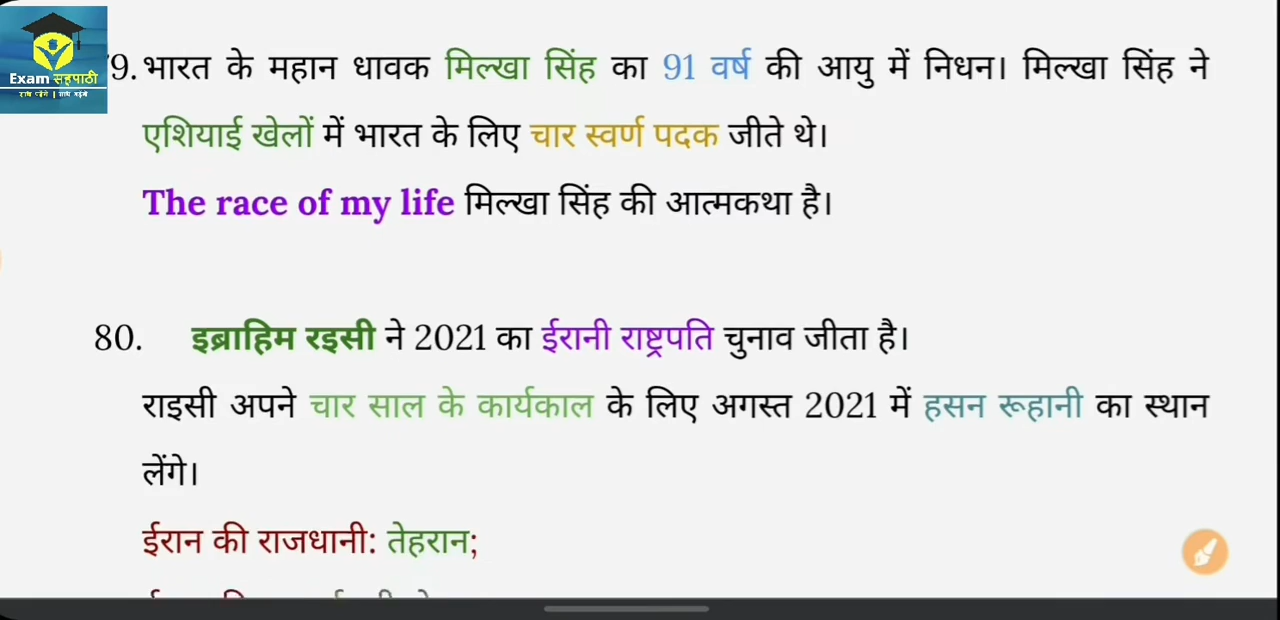 Exam सहपाठी
9. भारत के महान धावक मिल्खा सिंह का 91 वर्ष की आयु में निधन। मिल्खा सिंह ने
एशियाई खेलों में भारत के लिए चार स्वर्ण पदक जीते थे।
The race of my life मिल्खा सिंह की आत्मकथा है।
80. इब्राहिम रइसी ने 2021 का ईरानी राष्ट्रपति चुनाव जीता है।
राइसी अपने चार साल के कार्यकाल के लिए अगस्त 2021 में हसन रूहानी का स्थान
लेंगे।
ईरान की राजधानी: तेहरान;